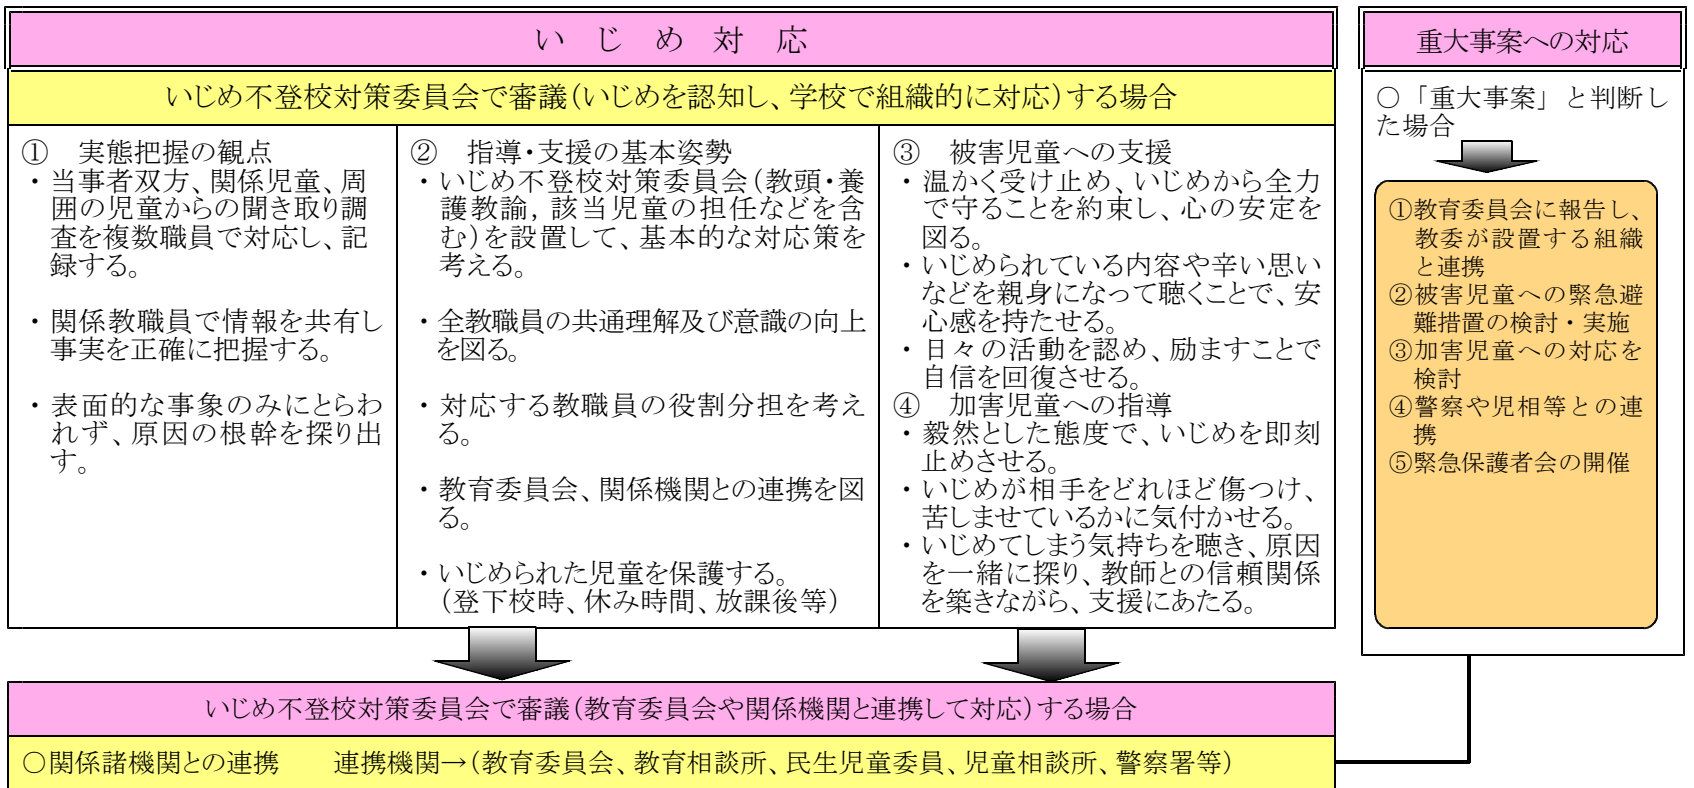 いじめ対応
いじめ不登校対策委員会で審議(いじめを認知し、学校で組織的に対応)する場合
① 実態把握の観点
・当事者双方、関係児童、周
囲の児童からの聞き取り調
査を複数職員で対応し、記
録する。
・関係教職員で情報を共有し
事実を正確に把握する。
・表面的な事象のみにとらわ
れず、原因の根幹を探り出
す。
② 指導・支援の基本姿勢
・いじめ不登校対策委員会(教頭・養
護教諭,該当児童の担任などを含
む)を設置して、基本的な対応策を
考える。
・全教職員の共通理解及び意識の向上
を図る。
・対応する教職員の役割分担を考え
る。
・教育委員会、関係機関との連携を図
る。
・いじめられた児童を保護する。
(登下校時、休み時間、放課後等)
③ 被害児童への支援
・温かく受け止め、いじめから全力
で守ることを約束し、心の安定を
図る。
・いじめられている内容や辛い思い
などを親身になって聴くことで、安
心感を持たせる。
・日々の活動を認め、励ますことで
自信を回復させる。
④ 加害児童への指導
・毅然とした態度で、いじめを即刻
止めさせる。
・いじめが相手をどれほど傷つけ、
苦しませているかに気付かせる。
・いじめてしまう気持ちを聴き、原因
を一緒に探り、教師との信頼関係
を築きながら、支援にあたる。
いじめ不登校対策委員会で審議(教育委員会や関係機関と連携して対応)する場合
○関係諸機関との連携 連携機関→(教育委員会、教育相談所、民生児童委員、児童相談所、警察署等)
重大事案への対応
○「重大事案」と判断し
た場合
①教育委員会に報告し、
教委が設置する組織
と連携
②被害児童への緊急避
難措置の検討・実施
③加害児童への対応を
検討
④警察や児相等との連
携
⑤緊急保護者会の開催